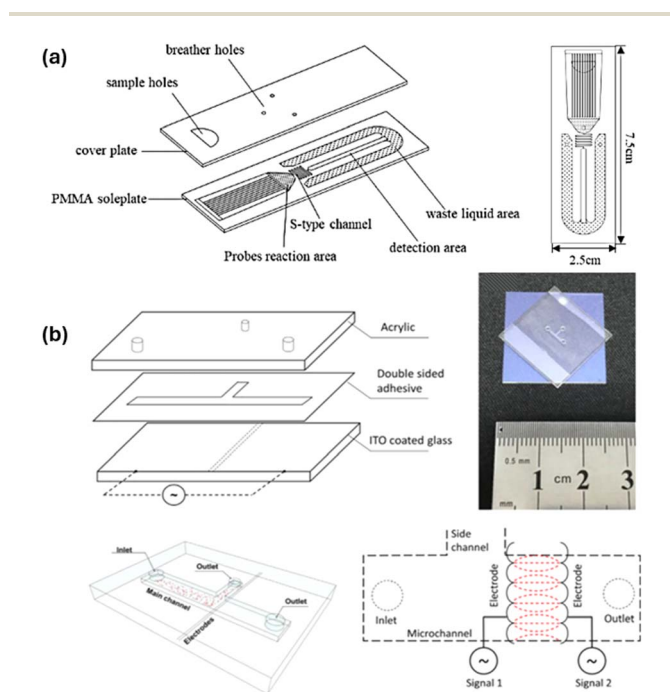 (a)
breather holes
sample holes
cover plate
PMMA soleplate
S-type channel
Probes reaction area
waste liquid area
detection area
7.5cm
2.5cm
(b)
Acrylic
Double sided
adhesive
ITO coated glass
~
0.5 mm
1 cm 2 3
mm
Inlet
Outlet
Outlet
Main channel
Electrodes
Side
channel
Electrode
Electrode
Inlet
Outlet
Microchannel
~
~
Signal 1
Signal 2